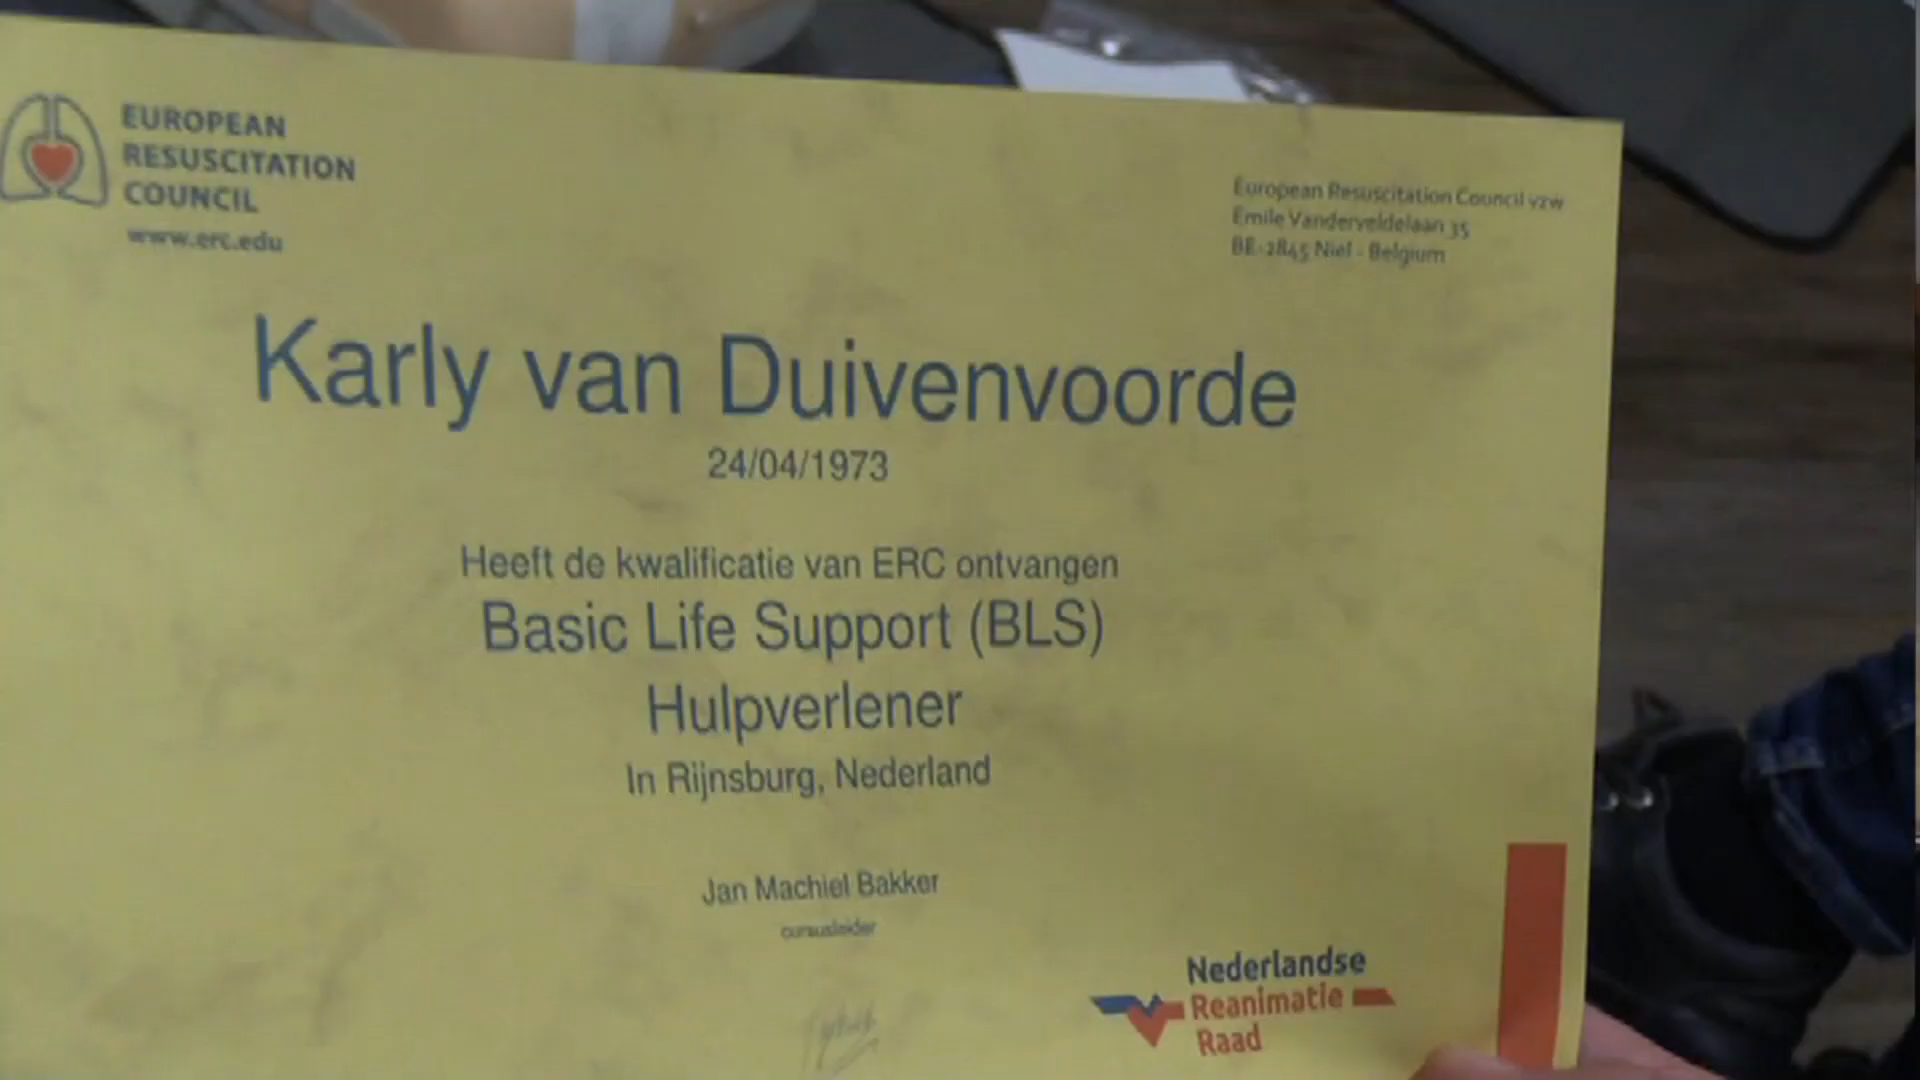 EUROPEAN
RESUSCITATION
COUNCIL
www.erc.edu
European Resuscitation Council vzw
Emile Vanderveldelaan 35
BE-2845 Niel - Belgium
Karly van Duivenvoorde
24/04/1973
Heeft de kwalificatie van ERC ontvangen
Basic Life Support (BLS)
Hulpverlener
In Rijnsburg, Nederland
Jan Machiel Bakker
cursusleider
Nederlandse
Reanimatie
Raad